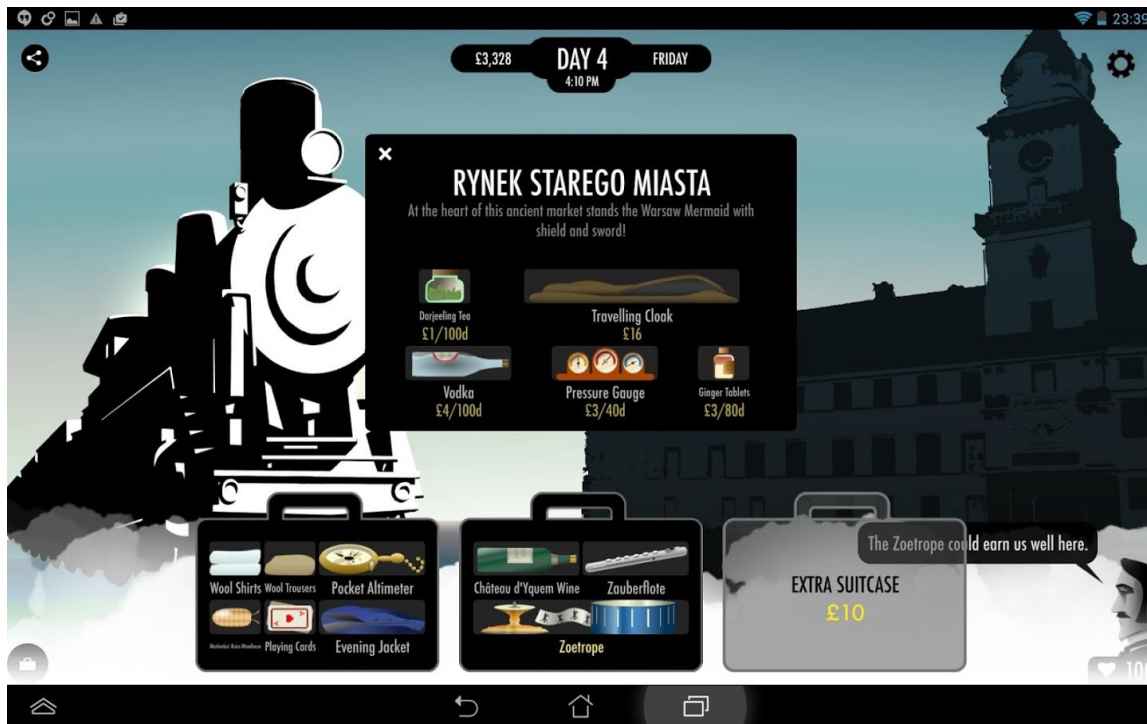 23:39
£3,328
DAY 4
FRIDAY
4:10 PM
RYNEK STAREGO MIASTA
At the heart of this ancient market stands the Warsaw Mermaid with
shield and sword!
Darjeeling Tea
£1/100d
Travelling Cloak
£16
Vodka
£4/100d
Pressure Gauge
£3/40d
Ginger Tablets
£3/80d
Wool Shirts Wool Trousers Pocket Altimeter
Playing Cards Evening Jacket
Château d'Yquem Wine Zauberflote
Zoetrope
EXTRA SUITCASE
£10
The Zoetrope could earn us well here.